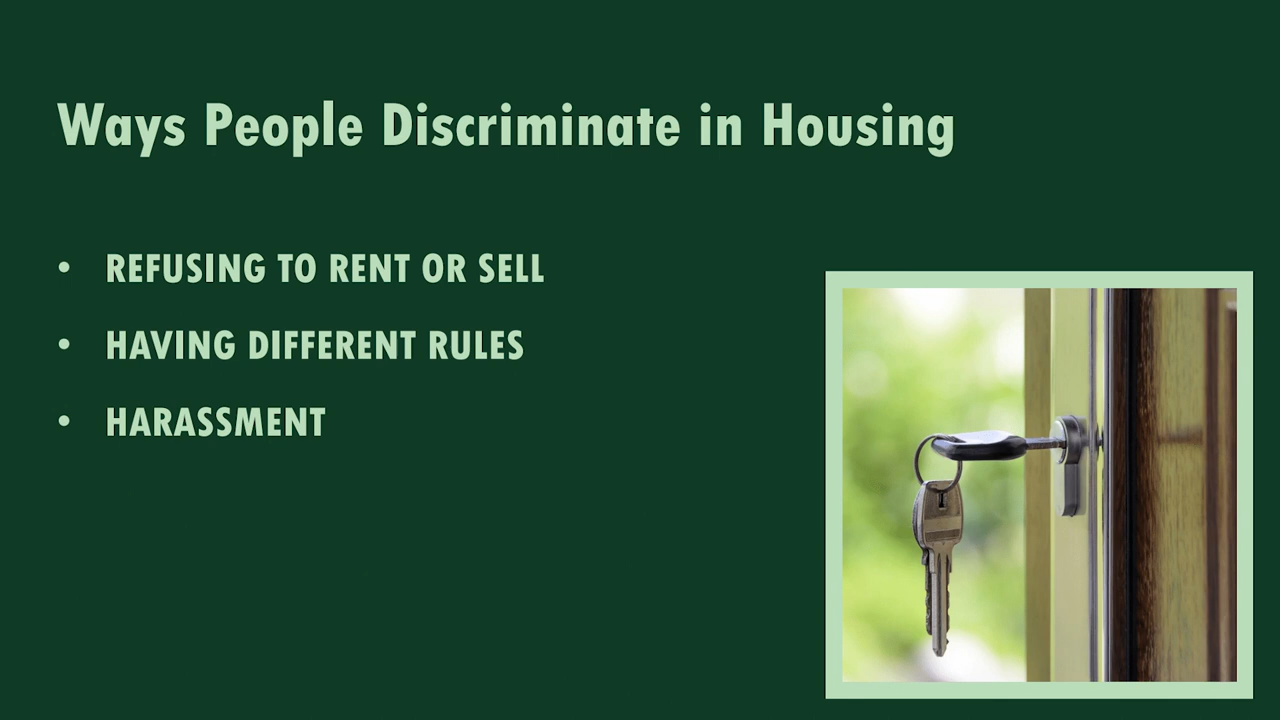 Ways People Discriminate in Housing
• REFUSING TO RENT OR SELL
• HAVING DIFFERENT RULES
• HARASSMENT